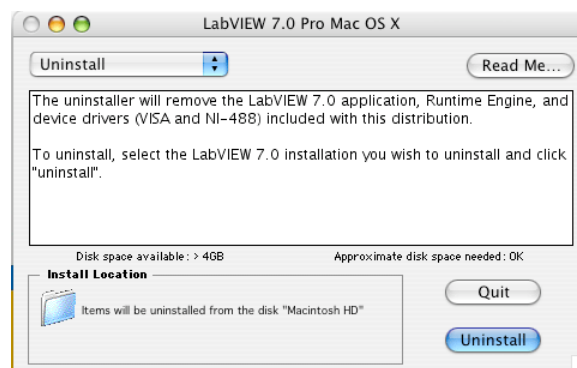 LabVIEW 7.0 Pro Mac OS X
Uninstall
Read Me...
The uninstaller will remove the LabVIEW 7.0 application, Runtime Engine, and
device drivers (VISA and NI-488) included with this distribution.
To uninstall, select the LabVIEW 7.0 installation you wish to uninstall and click
"uninstall".
Disk space available: > 4GB
Approximate disk space needed: 0K
Install Location
Items will be uninstalled from the disk "Macintosh HD"
Quit
Uninstall